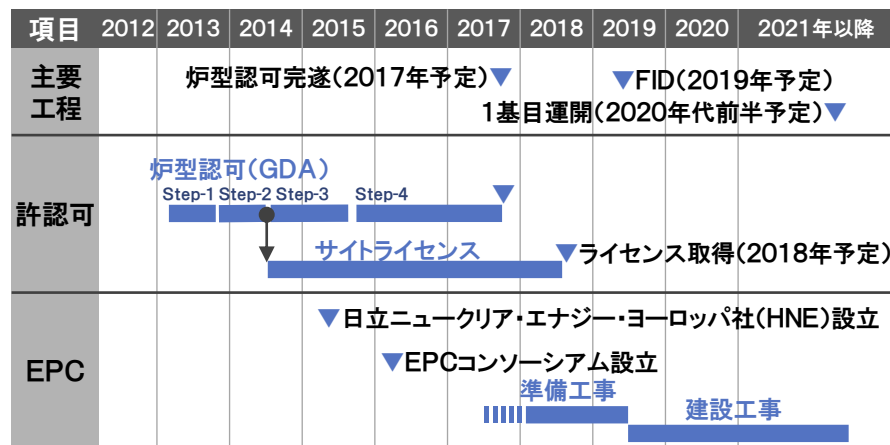 項目 2012 2013 2014 2015 2016 2017 2018 2019 2020 2021年以降
主要
工程
炉型認可完遂(2017年予定)▼
▼FID(2019年予定)
1基目運開(2020年代前半予定)▼
許認可
炉型認可(GDA)
Step-1 Step-2 Step-3 Step-4
サイトライセンス
▼ライセンス取得(2018年予定)
EPC
▼日立ニュークリア・エナジー・ヨーロッパ社(HNE)設立
▼EPCコンソーシアム設立
準備工事
建設工事